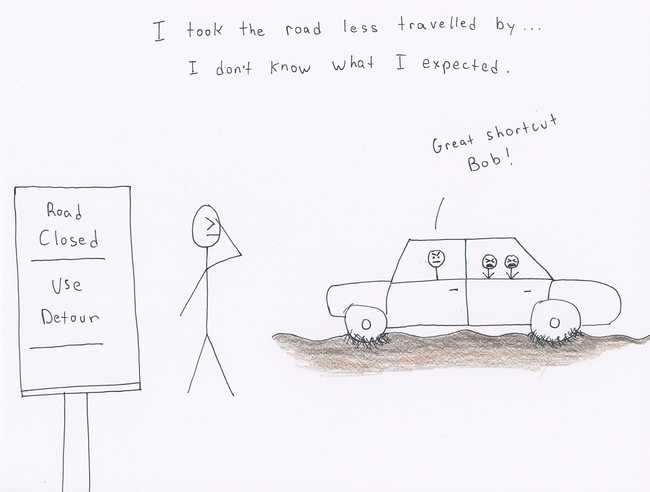 I took the road less travelled by...
I don't know what I expected.
Great shortcut
Bob!
Road
Closed
Use
Detour